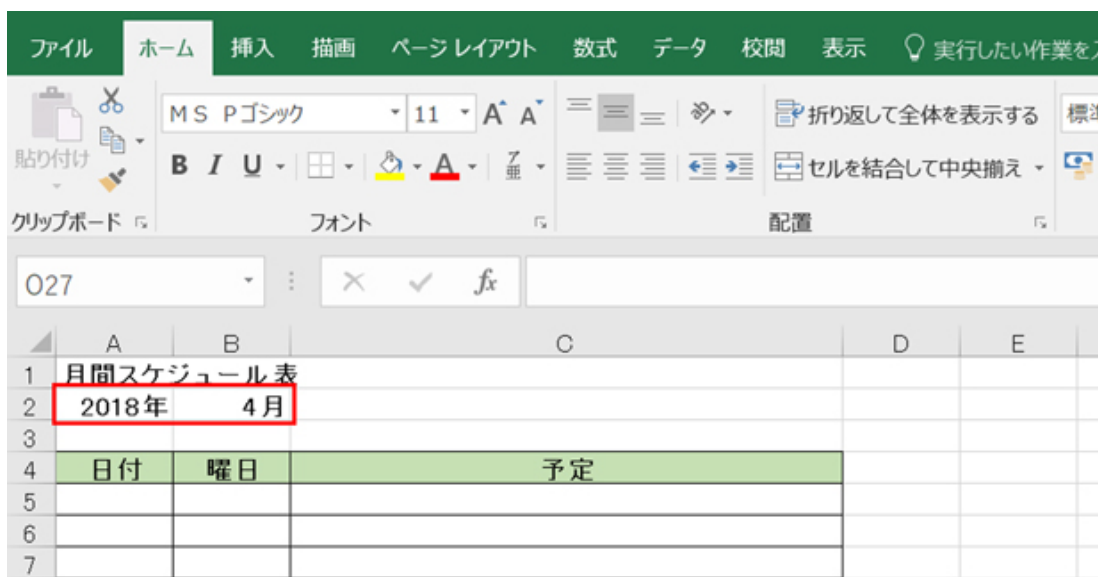 ファイル ホーム 挿入 描画 ページ レイアウト 数式 データ 校閲 表示 実行したい作業を
ＭＳ Ｐゴシック 11 A A 折り返して全体を表示する 標準
貼り付け B I U A ア亜 セルを結合して中央揃え
クリップボード フォント 配置
O27 fx
A B C D E
1 月間スケジュール表
2 2018年 4月
3
4 日付 曜日 予定
5
6
7